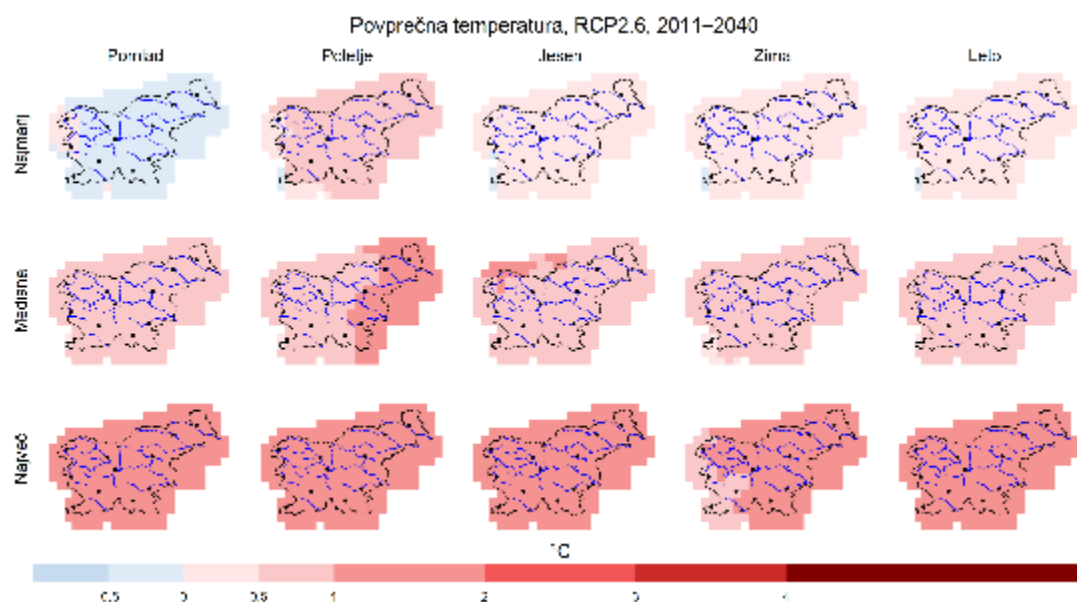 Povprečna temperatura, RCP2.6, 2011–2040
Pomlad Poletje Jesen Zima Leto
Najmanj
Mediana
Največ
°C
0.5 0 0.5 1 2 3 4